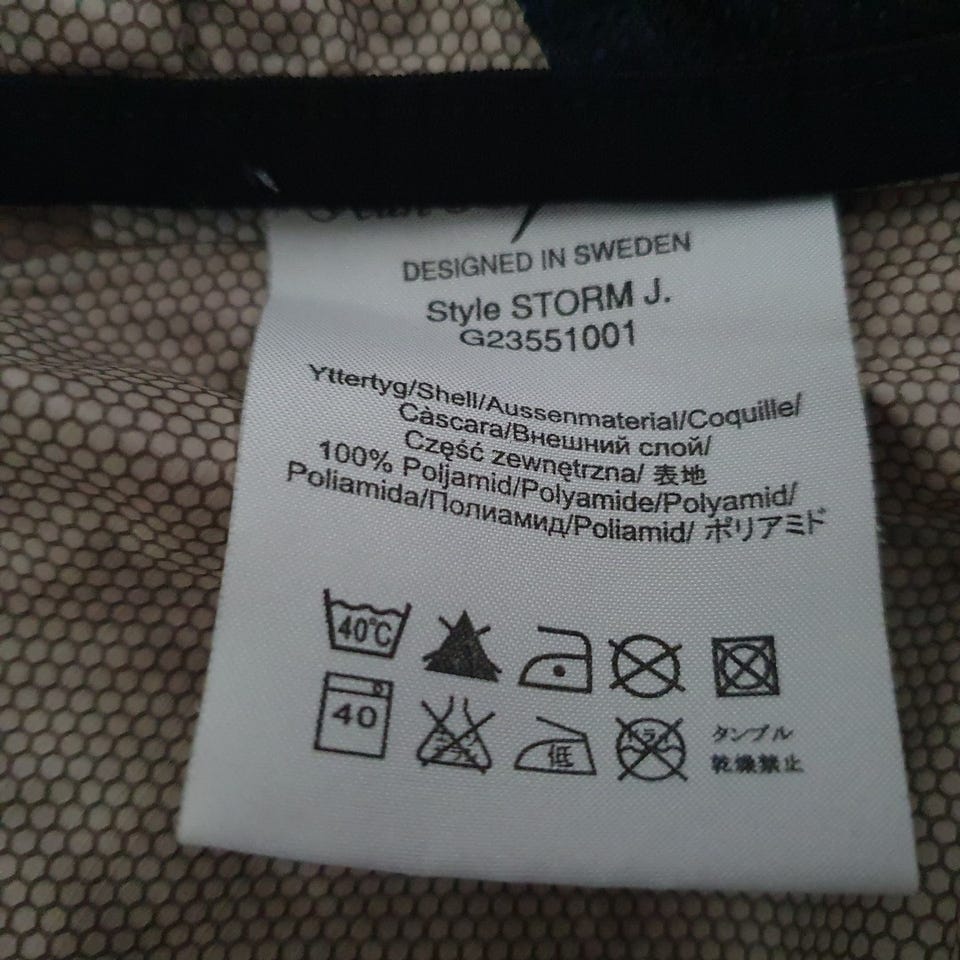 DESIGNED IN SWEDEN
Style STORM J.
G23551001
Yttertyg/Shell/Aussenmaterial/Coquille/
Càscara/Внешний слой/
Część zewnętrzna/ 表地
100% Poljamid/Polyamide/Polyamid/
Poliamida/Полиамид/Poliamid/ ポリアミド
40°C
40
低
タンブル
乾燥禁止